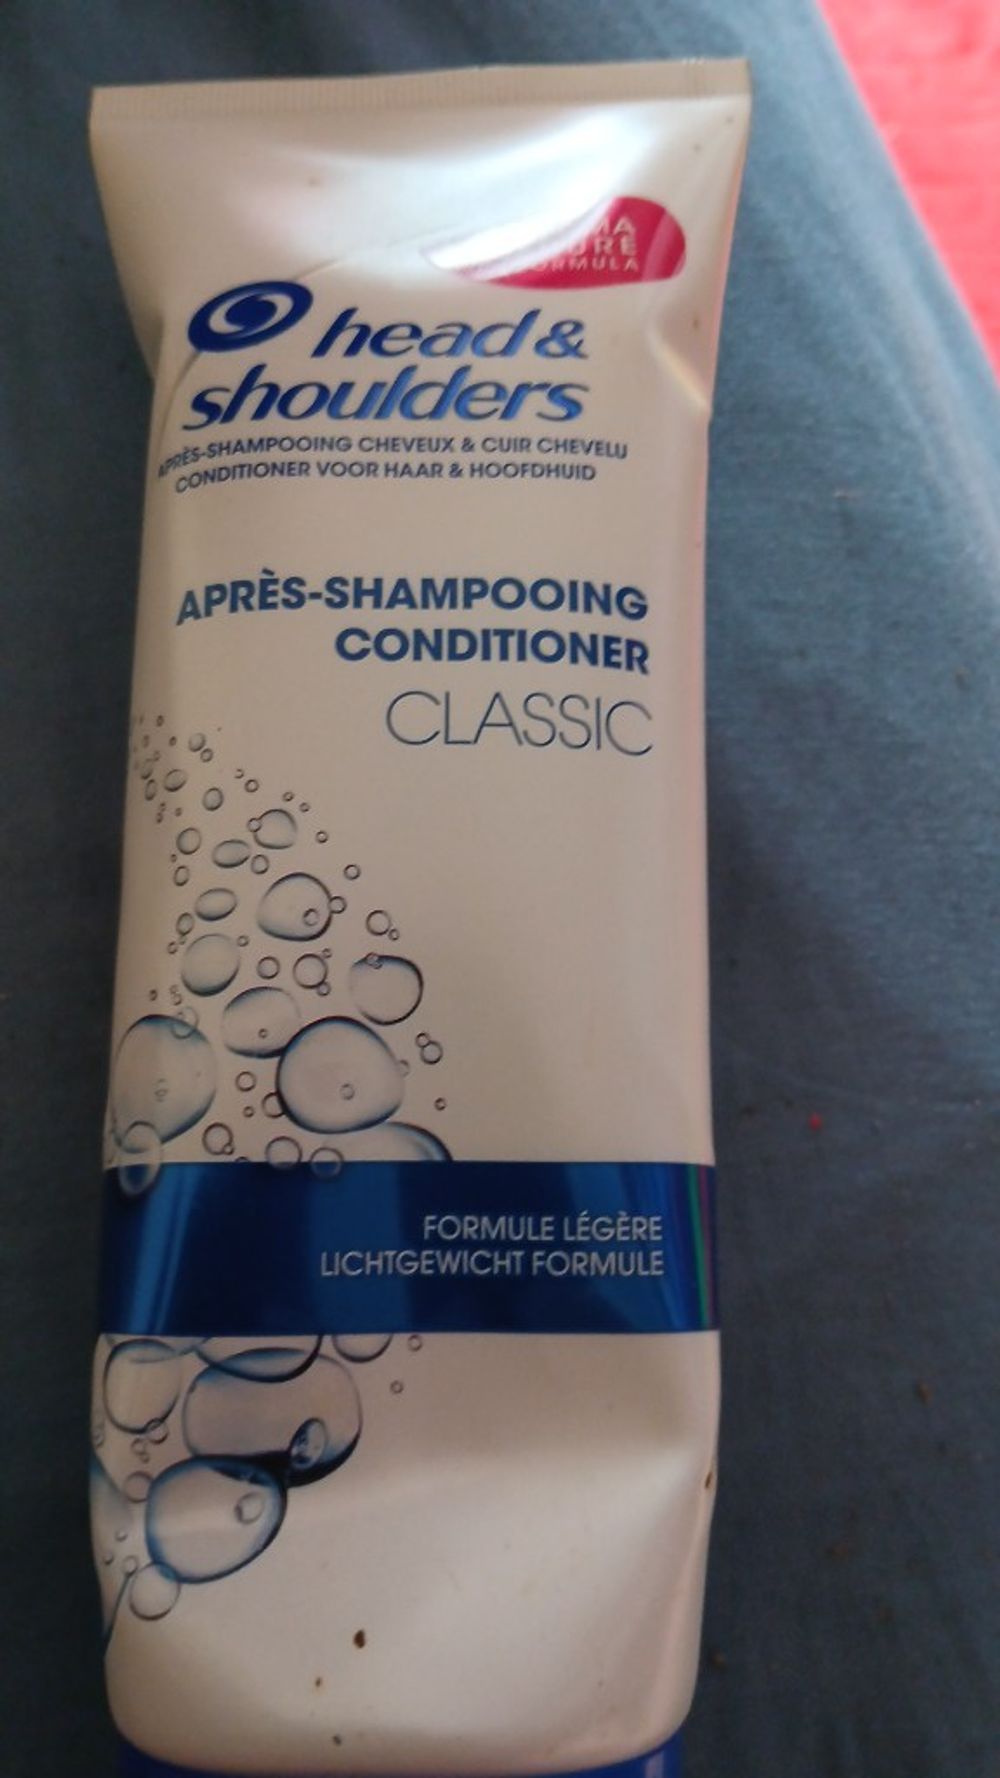 FORMULA
head &
shoulders
APRÈS-SHAMPOOING CHEVEUX & CUIR CHEVELU
CONDITIONER VOOR HAAR & HOOFDHUID
APRÈS-SHAMPOOING
CONDITIONER
CLASSIC
FORMULE LÉGÈRE
LICHTGEWICHT FORMULE